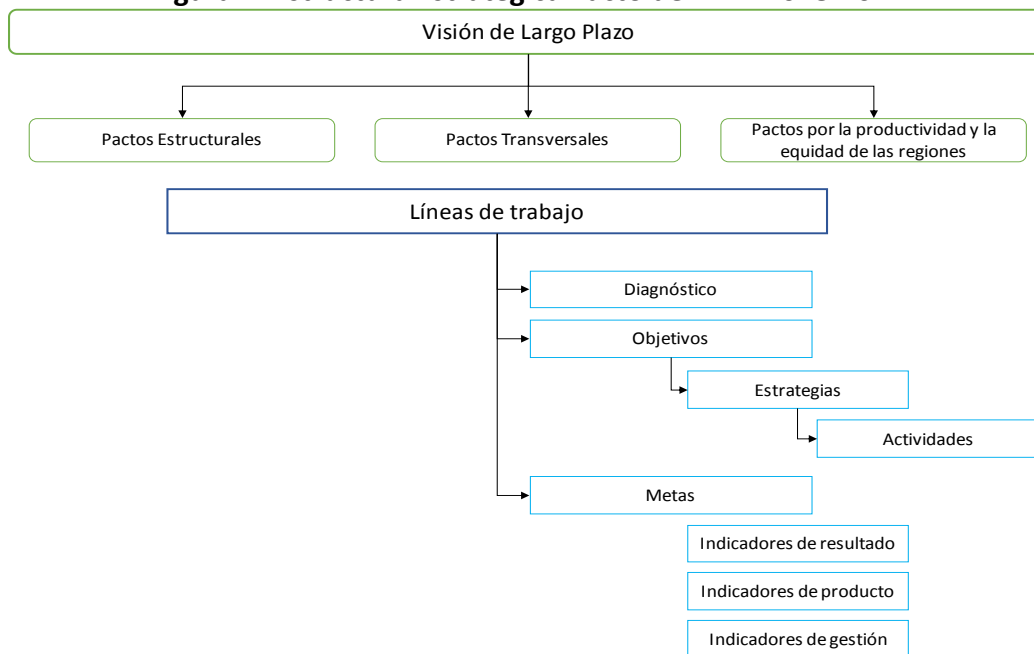 Visión de Largo Plazo
Pactos Estructurales
Pactos Transversales
Pactos por la productividad y la
equidad de las regiones
Líneas de trabajo
Diagnóstico
Objetivos
Estrategias
Actividades
Metas
Indicadores de resultado
Indicadores de producto
Indicadores de gestión